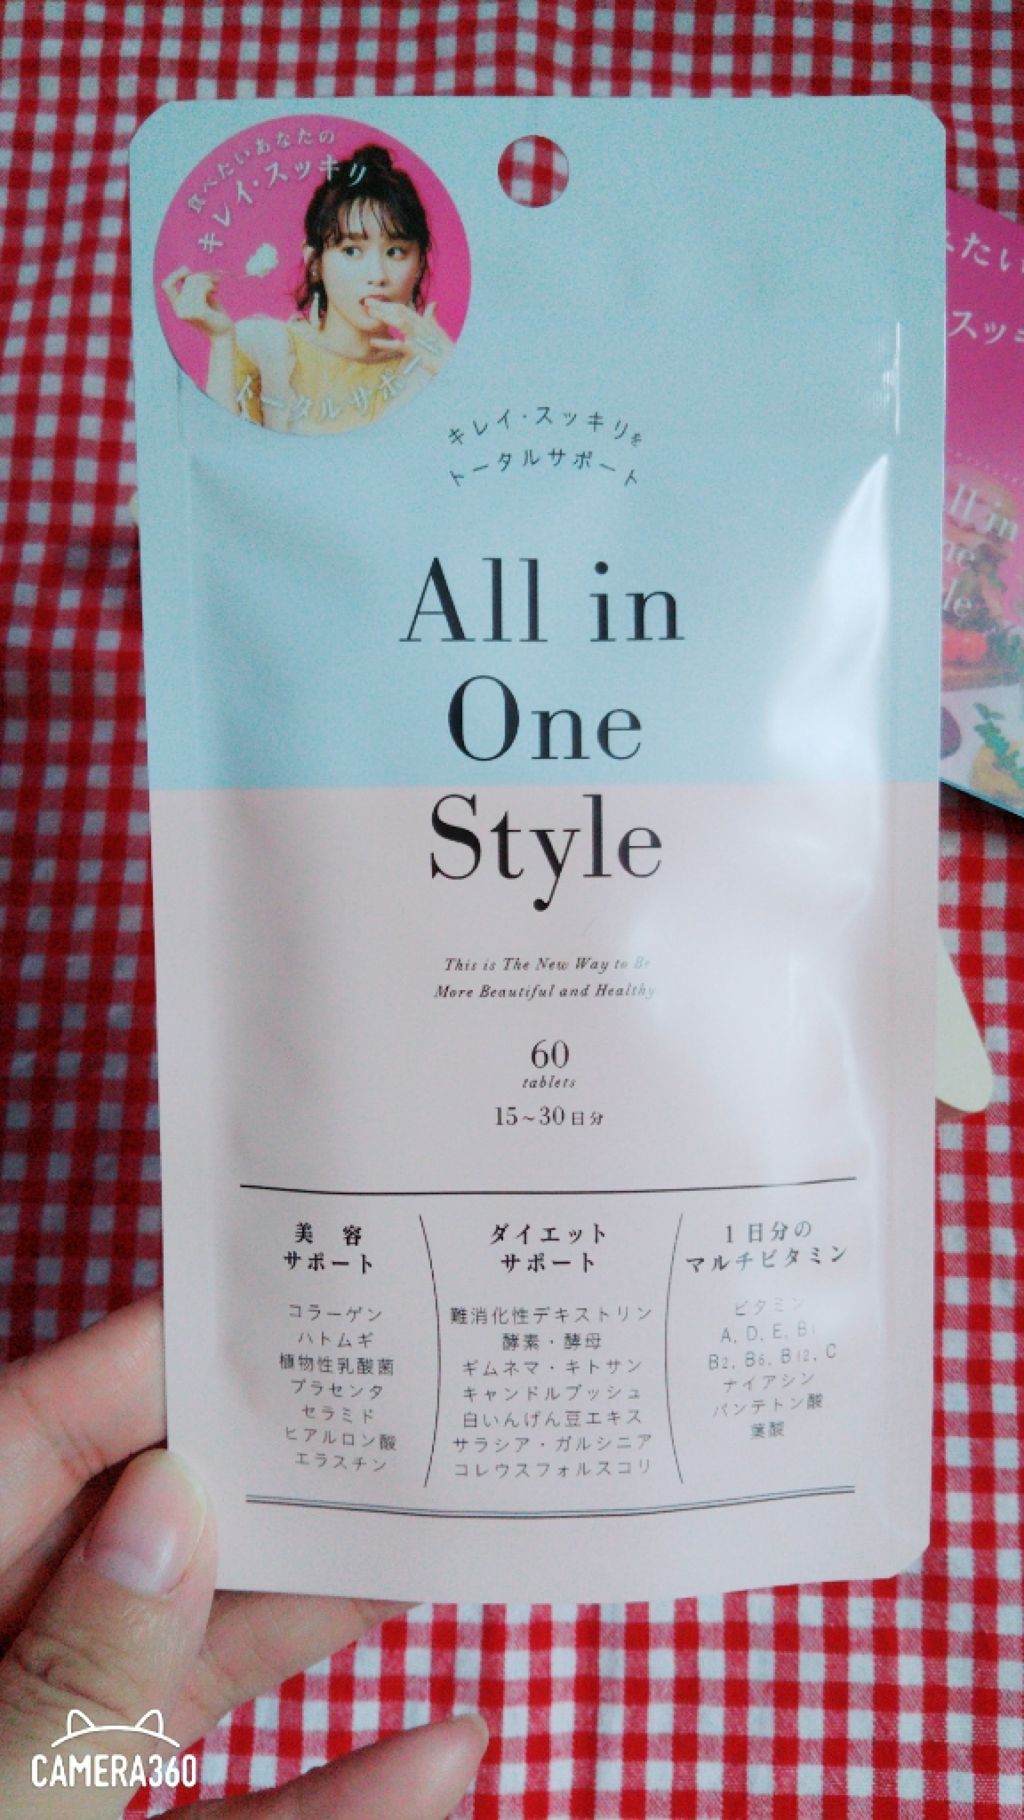 食べたいあなたの
キレイ・スッキリ
トータルサポート
キレイ・スッキリを
トータルサポート
All in
One
Style
This is The New Way to Be
More Beautiful and Healthy
60
tablets
15~30日分
美容
サポート
コラーゲン
ハトムギ
植物性乳酸菌
プラセンタ
セラミド
ヒアルロン酸
エラスチン
ダイエット
サポート
難消化性デキストリン
酵素・酵母
ギムネマ・キトサン
キャンドルブッシュ
白いんげん豆エキス
サラシア・ガルシニア
コレウスフォルスコリ
1日分の
マルチビタミン
ビタミン
A, D, E, B1
B2, B6, B12, C
ナイアシン
パンテトン酸
葉酸
たい
スッキ
ll in
ne
le
CAMERA360